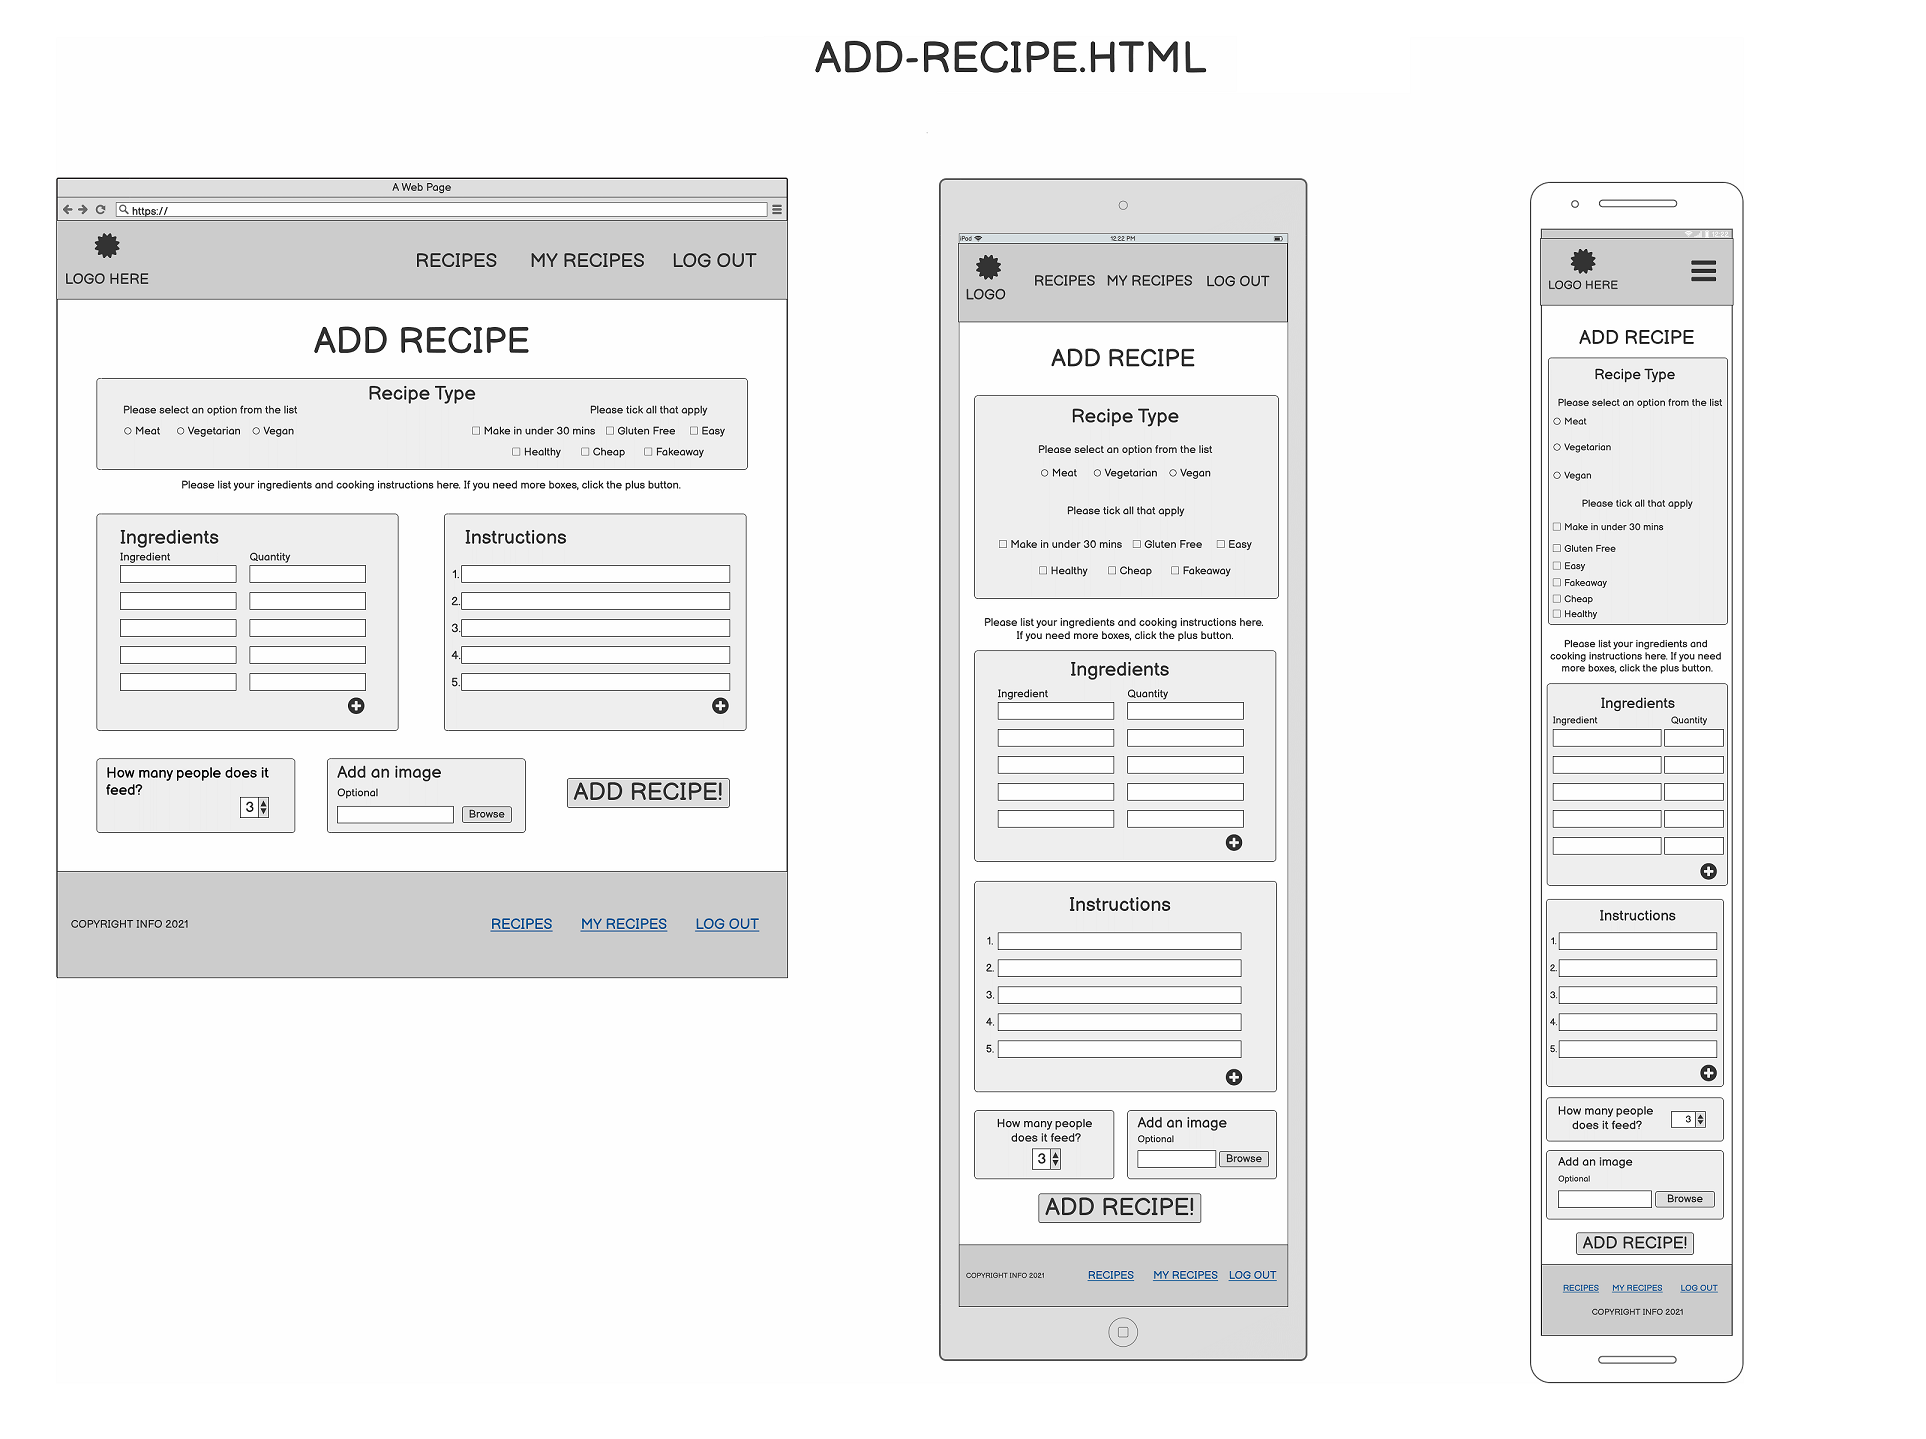 ADD-RECIPE.HTML
A Web Page
https://
LOGO HERE
RECIPES MY RECIPES LOG OUT
ADD RECIPE
Recipe Type
Please select an option from the list
Meat Vegetarian Vegan
Please tick all that apply
Make in under 30 mins Gluten Free Easy
Healthy Cheap Fakeaway
Please list your ingredients and cooking instructions here. If you need more boxes, click the plus button.
Ingredients
Ingredient Quantity
Instructions
1.
2.
3.
4.
5.
How many people does it
feed?
3
Add an image
Optional
Browse
ADD RECIPE!
COPYRIGHT INFO 2021
RECIPES MY RECIPES LOG OUT
iPad 12:22 PM
LOGO
RECIPES MY RECIPES LOG OUT
ADD RECIPE
Recipe Type
Please select an option from the list
Meat Vegetarian Vegan
Please tick all that apply
Make in under 30 mins Gluten Free Easy
Healthy Cheap Fakeaway
Please list your ingredients and cooking instructions here.
If you need more boxes, click the plus button.
Ingredients
Ingredient Quantity
Instructions
1.
2.
3.
4.
5.
How many people
does it feed?
3
Add an image
Optional
Browse
ADD RECIPE!
COPYRIGHT INFO 2021
RECIPES MY RECIPES LOG OUT
12:22
LOGO HERE
ADD RECIPE
Recipe Type
Please select an option from the list
Meat
Vegetarian
Vegan
Please tick all that apply
Make in under 30 mins
Gluten Free
Easy
Fakeaway
Cheap
Healthy
Please list your ingredients and
cooking instructions here. If you need
more boxes, click the plus button.
Ingredients
Ingredient Quantity
Instructions
1.
2.
3.
4.
5.
How many people
does it feed?
3
Add an image
Optional
Browse
ADD RECIPE!
RECIPES MY RECIPES LOG OUT
COPYRIGHT INFO 2021